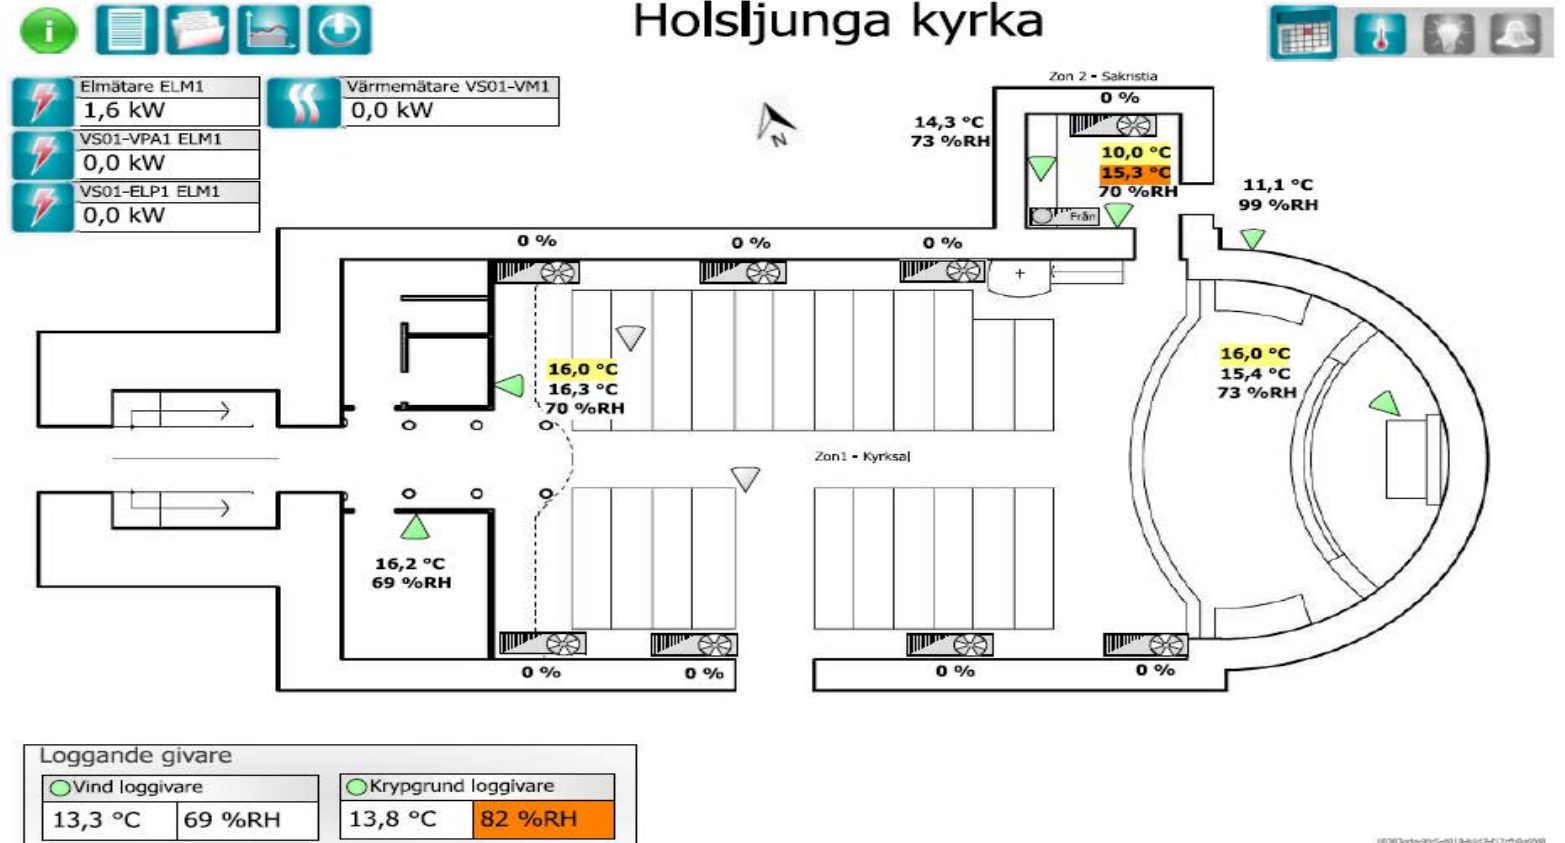 Holsljunga kyrka
i
Elmätare ELM1
1,6 kW
Värmemätare VS01-VM1
0,0 kW
VS01-VPA1 ELM1
0,0 kW
VS01-ELP1 ELM1
0,0 kW
N
Zon 2 - Sakristia
0 %
14,3 °C
73 %RH
10,0 °C
15,3 °C
70 %RH
Från
11,1 °C
99 %RH
0 %
0 %
0 %
+
16,0 °C
16,3 °C
70 %RH
16,0 °C
15,4 °C
73 %RH
Zon1 - Kyrksal
16,2 °C
69 %RH
0 %
0 %
0 %
0 %
Loggande givare
Vind loggivare
13,3 °C
69 %RH
Krypgrund loggivare
13,8 °C
82 %RH